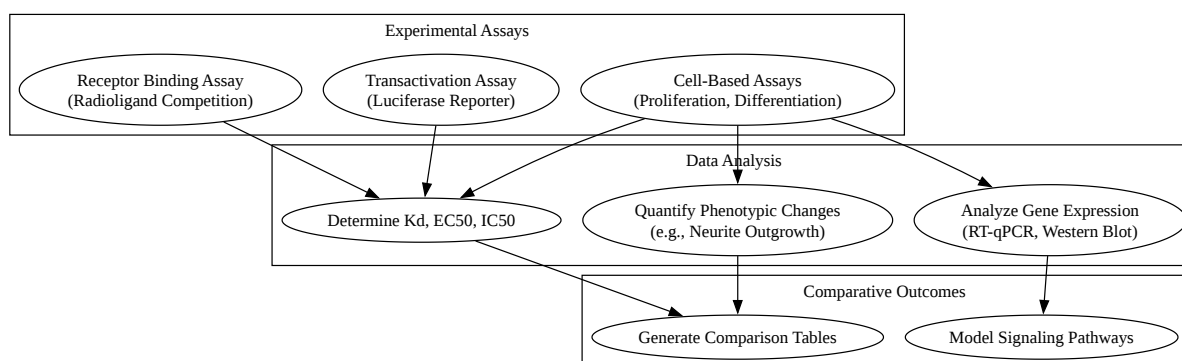 Experimental Assays
Receptor Binding Assay
(Radioligand Competition)
Transactivation Assay
(Luciferase Reporter)
Cell-Based Assays
(Proliferation, Differentiation)
Data Analysis
Determine Kd, EC50, IC50
Quantify Phenotypic Changes
(e.g., Neurite Outgrowth)
Analyze Gene Expression
(RT-qPCR, Western Blot)
Comparative Outcomes
Generate Comparison Tables
Model Signaling Pathways